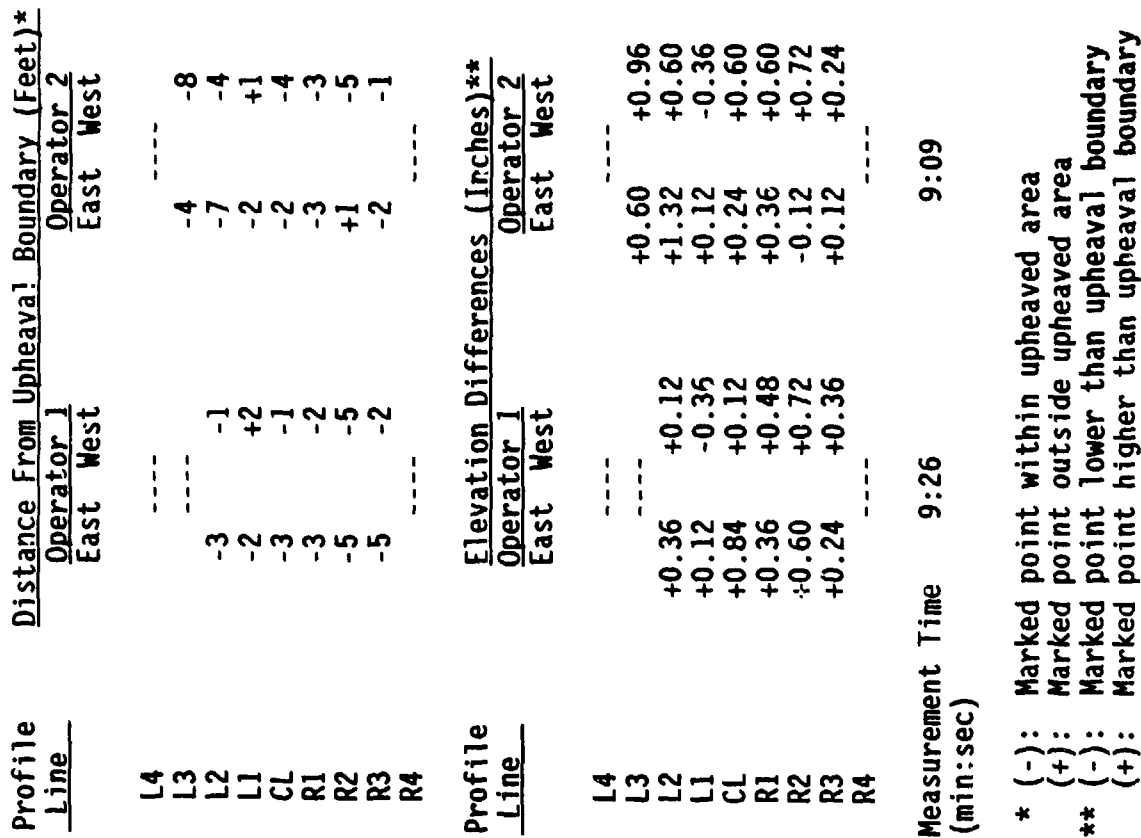 Profile Distance From Upheaval Boundary (Feet)*
Line Operator 1 Operator 2
East West East West
L4 ---- ----
L3 ---- -4 -8
L2 -3 -1 -7 -4
L1 -2 +2 -2 +1
CL -3 -1 -2 -4
R1 -3 -2 -3 -3
R2 -5 -5 +1 -5
R3 -5 -2 -2 -1
R4 ---- ----
Profile Elevation Differences (Inches)**
Line Operator 1 Operator 2
East West East West
L4 ---- ----
L3 ---- +0.60 +0.96
L2 +0.36 +0.12 +1.32 +0.60
L1 +0.12 -0.36 +0.12 -0.36
CL +0.84 +0.12 +0.24 +0.60
R1 +0.36 +0.48 +0.36 +0.60
R2 +0.60 +0.72 -0.12 +0.72
R3 +0.24 +0.36 +0.12 +0.24
R4 ---- ----
Measurement Time 9:26 9:09
(min:sec)
* (-): Marked point within upheaved area
(+): Marked point outside upheaved area
** (-): Marked point lower than upheaval boundary
(+): Marked point higher than upheaval boundary